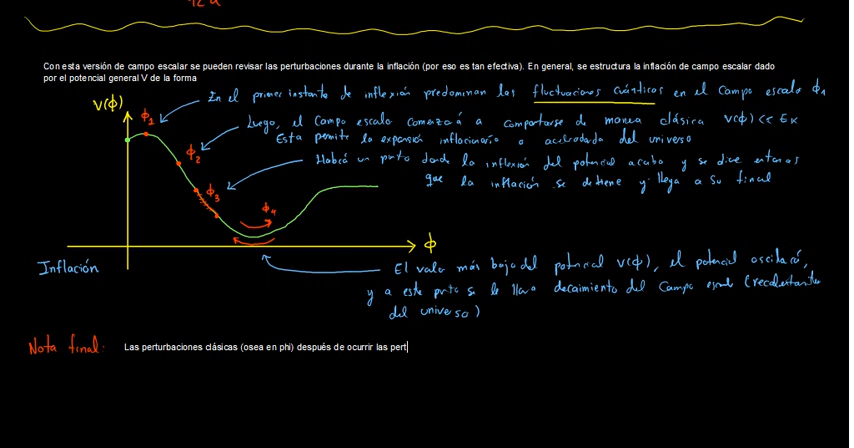 Con esta versión de campo escalar se pueden revisar las perturbaciones durante la inflación (por eso es tan efectiva). En general, se estructura la inflación de campo escalar dado
por el potencial general V de la forma
V(ϕ)
ϕ1
En el primer instante de inflexión predominan las fluctuaciones cuánticas en el campo escala ϕ1
ϕ2
Luego, el campo escala comenzará a comportarse de manera clásica V(ϕ) << Ek
Esta permite la expansión inflacionaria o acelerada del universo
ϕ3
Habrá un punto donde la inflexión del potencial acaba y se dice entonces
que la inflación se detiene y llega a su final
ϕ4
ϕ
Inflación
El valor más bajo del potencial V(ϕ), el potencial oscilará,
y a este punto se le llama decaimiento del campo (recalentamiento
del universo)
Nota final:
Las perturbaciones clásicas (osea en phi) después de ocurrir las pert